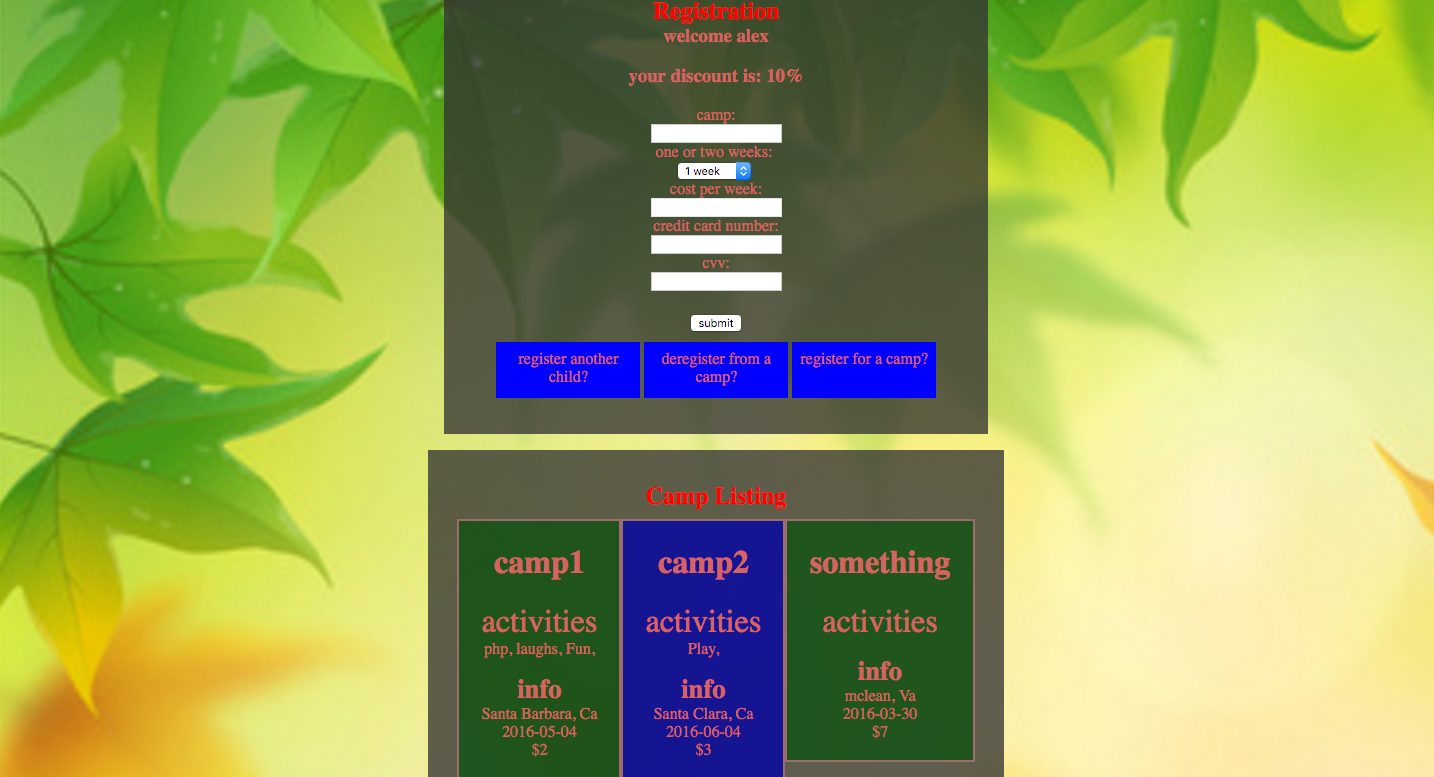 Registration
welcome alex
your discount is: 10%
camp:
one or two weeks:
1 week
cost per week:
credit card number:
cvv:
submit
register another
child?
deregister from a
camp?
register for a camp?
Camp Listing
camp1
activities
php, laughs, Fun,
info
Santa Barbara, Ca
2016-05-04
$2
camp2
activities
Play,
info
Santa Clara, Ca
2016-06-04
$3
something
activities
info
mclean, Va
2016-03-30
$7